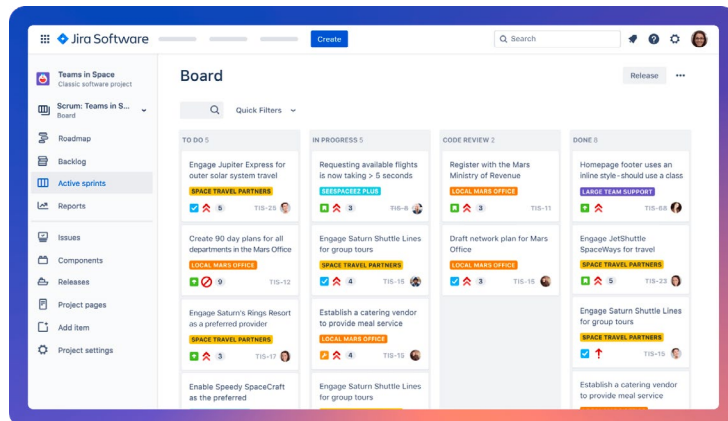 Jira Software
Create
Search
Teams in Space
Classic software project
Scrum: Teams in S...
Board
Roadmap
Backlog
Active sprints
Reports
Issues
Components
Releases
Project pages
Add item
Project settings
Board
Release
Quick Filters
TO DO 5
Engage Jupiter Express for
outer solar system travel
SPACE TRAVEL PARTNERS
5
TIS-25
Create 90 day plans for all
departments in the Mars Office
LOCAL MARS OFFICE
9
TIS-12
Engage Saturn's Rings Resort
as a preferred provider
SPACE TRAVEL PARTNERS
3
TIS-17
Enable Speedy SpaceCraft
as the preferred
IN PROGRESS 5
Requesting available flights
is now taking > 5 seconds
SEESPACEEZ PLUS
3
TIS-8
Engage Saturn Shuttle Lines
for group tours
SPACE TRAVEL PARTNERS
4
TIS-15
Establish a catering vendor
to provide meal service
LOCAL MARS OFFICE
4
TIS-15
Engage Saturn Shuttle Lines
for group tours
CODE REVIEW 2
Register with the Mars
Ministry of Revenue
LOCAL MARS OFFICE
3
TIS-11
Draft network plan for Mars
Office
LOCAL MARS OFFICE
3
TIS-15
DONE 8
Homepage footer uses an
inline style-should use a class
LARGE TEAM SUPPORT
TIS-68
Engage JetShuttle
SpaceWays for travel
SPACE TRAVEL PARTNERS
5
TIS-23
Engage Saturn Shuttle Lines
for group tours
SPACE TRAVEL PARTNERS
TIS-15
Establish a catering vendor
to provide meal service